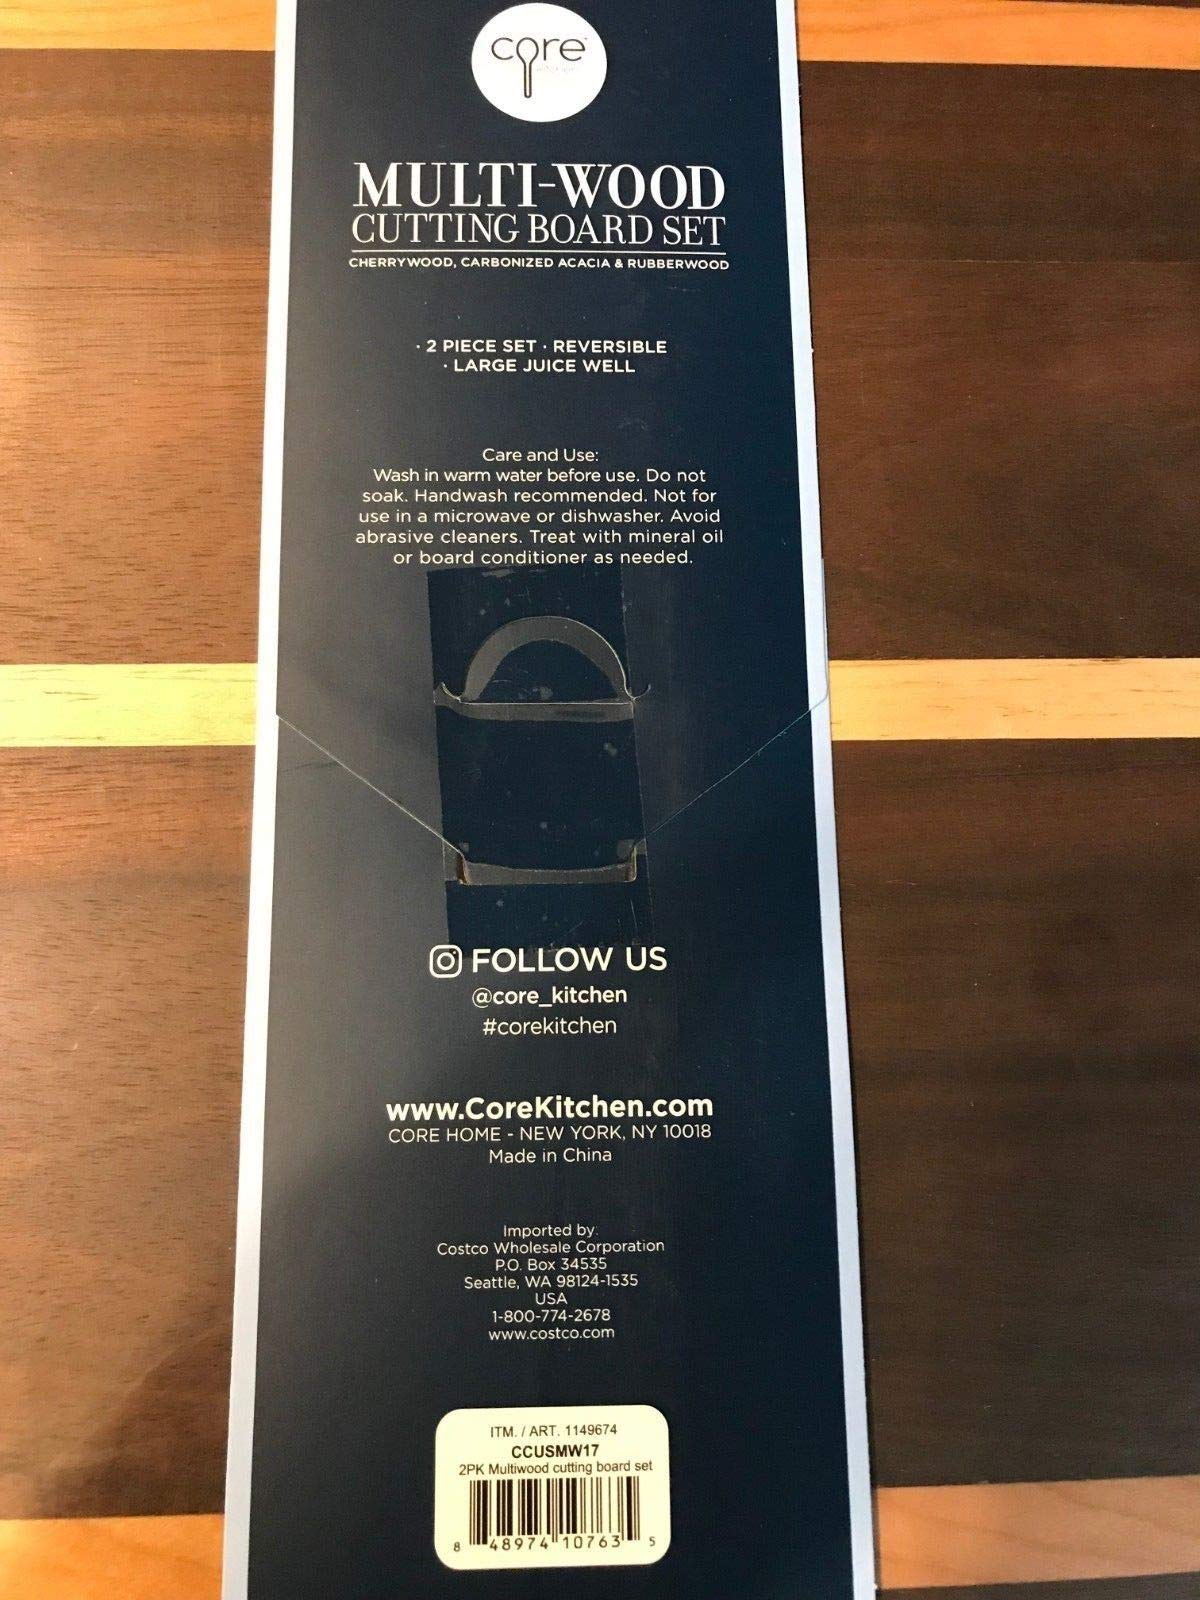 core
MULTI-WOOD
CUTTING BOARD SET
CHERRYWOOD, CARBONIZED ACACIA & RUBBERWOOD
· 2 PIECE SET · REVERSIBLE
· LARGE JUICE WELL
Care and Use:
Wash in warm water before use. Do not
soak. Handwash recommended. Not for
use in a microwave or dishwasher. Avoid
abrasive cleaners. Treat with mineral oil
or board conditioner as needed.
FOLLOW US
@core_kitchen
#corekitchen
www.CoreKitchen.com
CORE HOME - NEW YORK, NY 10018
Made in China
Imported by:
Costco Wholesale Corporation
P.O. Box 34535
Seattle, WA 98124-1535
USA
1-800-774-2678
www.costco.com
ITM. / ART. 1149674
CCUSMW17
2PK Multiwood cutting board set
8 48974 10763 5